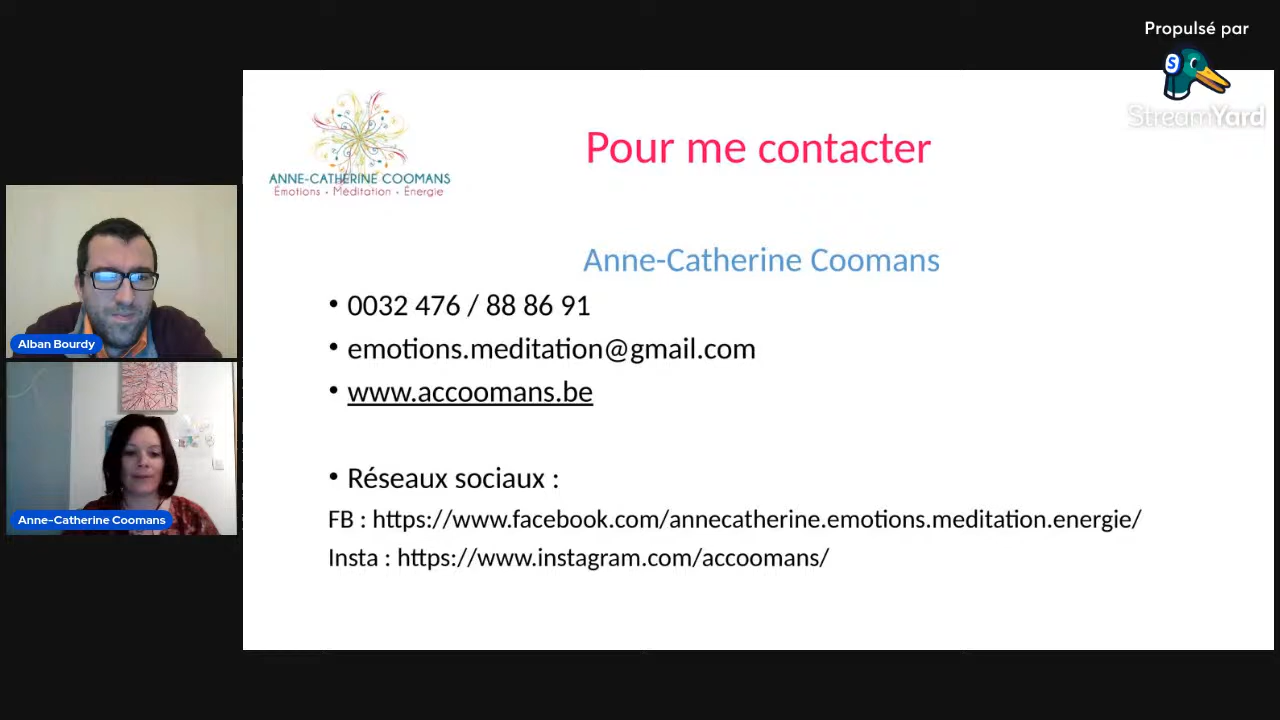 Propulsé par
StreamYard
ANNE-CATHERINE COOMANS
Émotions • Méditation • Énergie
Pour me contacter
Anne-Catherine Coomans
• 0032 476 / 88 86 91
• emotions.meditation@gmail.com
• www.accoomans.be
• Réseaux sociaux :
FB : https://www.facebook.com/annecatherine.emotions.meditation.energie/
Insta : https://www.instagram.com/accoomans/
Alban Bourdy
Anne-Catherine Coomans